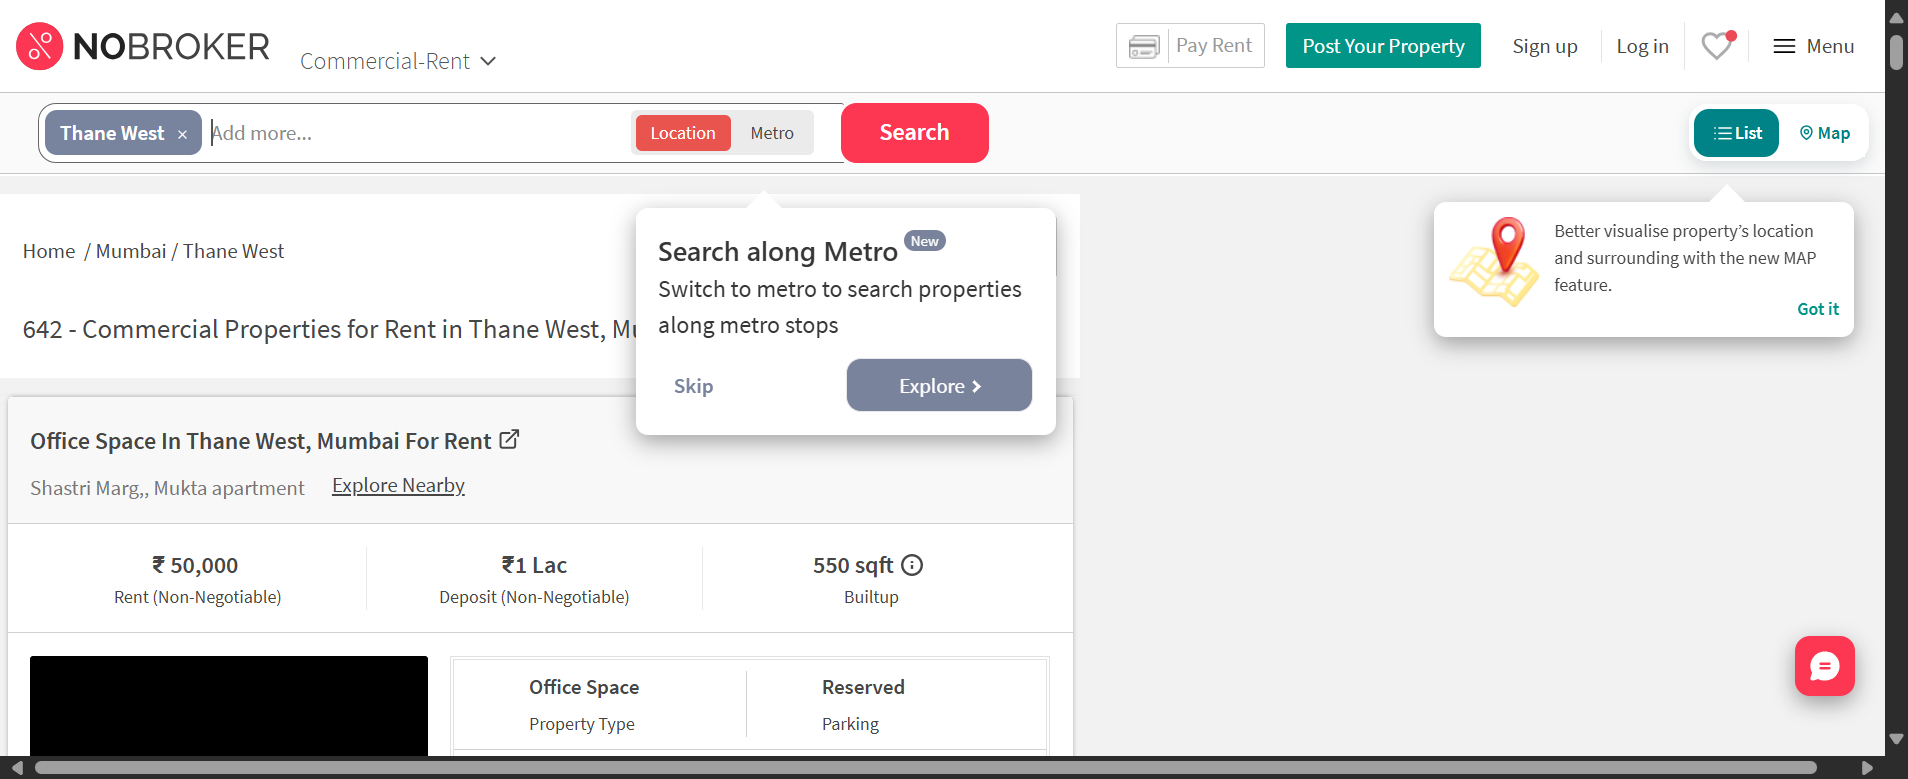 NOBROKER
Commercial-Rent
Pay Rent
Post Your Property
Sign up
Log in
Menu
Thane West ×
Add more...
Location
Metro
Search
List
Map
Home / Mumbai / Thane West
642 - Commercial Properties for Rent in Thane West, Mu
Search along Metro New
Switch to metro to search properties
along metro stops
Skip
Explore
Better visualise property’s location
and surrounding with the new MAP
feature.
Got it
Office Space In Thane West, Mumbai For Rent
Shastri Marg,, Mukta apartment
Explore Nearby
₹ 50,000
Rent (Non-Negotiable)
₹1 Lac
Deposit (Non-Negotiable)
550 sqft
Builtup
Office Space
Property Type
Reserved
Parking